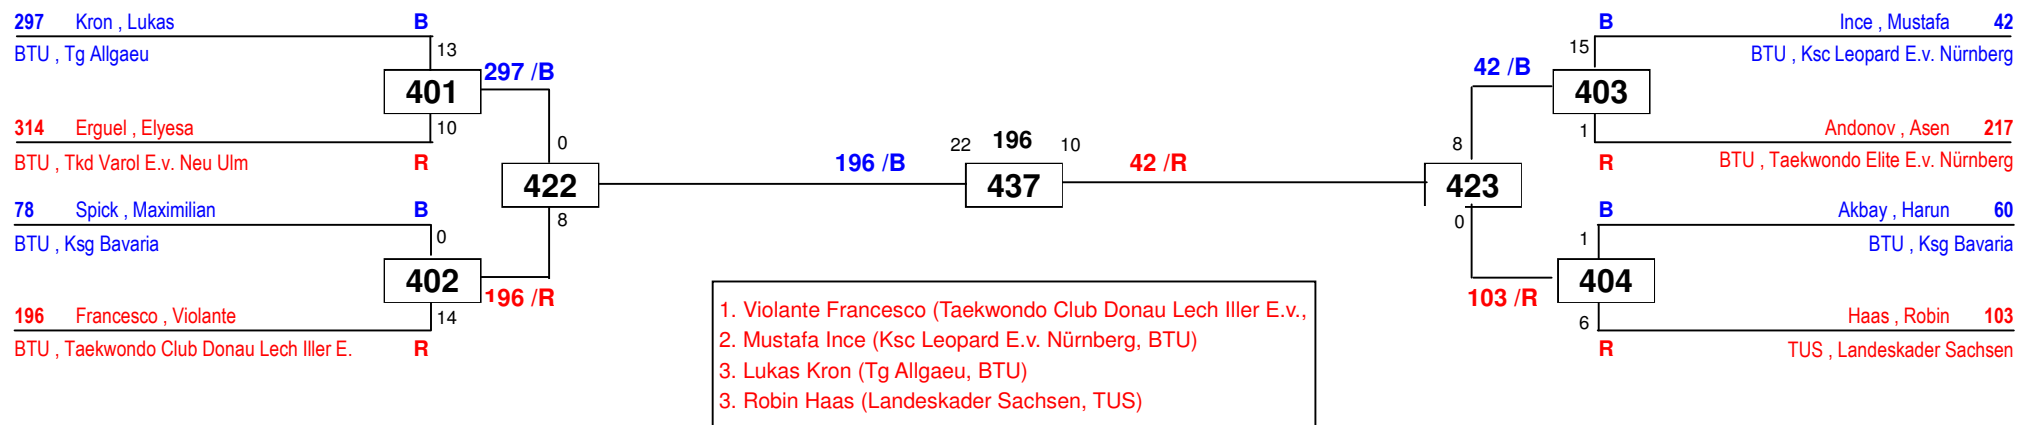 297 Kron , Lukas B
13
BTU , Tg Allgaeu
297 /B
401
314 Erguel , Elyesa
10
BTU , Tkd Varol E.v. Neu Ulm R
0
422
8
78 Spick , Maximilian B
0
BTU , Ksg Bavaria
402
196 /R
196 Francesco , Violante
14
BTU , Taekwondo Club Donau Lech Iller E. R
196 /B
22 196 10
437
42 /R
B Ince , Mustafa 42
15
BTU , Ksc Leopard E.v. Nürnberg
42 /B
403
1
Andonov , Asen 217
R BTU , Taekwondo Elite E.v. Nürnberg
8
423
0
B Akbay , Harun 60
1
BTU , Ksg Bavaria
404
103 /R
6
Haas , Robin 103
R TUS , Landeskader Sachsen
1. Violante Francesco (Taekwondo Club Donau Lech Iller E.v.,
2. Mustafa Ince (Ksc Leopard E.v. Nürnberg, BTU)
3. Lukas Kron (Tg Allgaeu, BTU)
3. Robin Haas (Landeskader Sachsen, TUS)